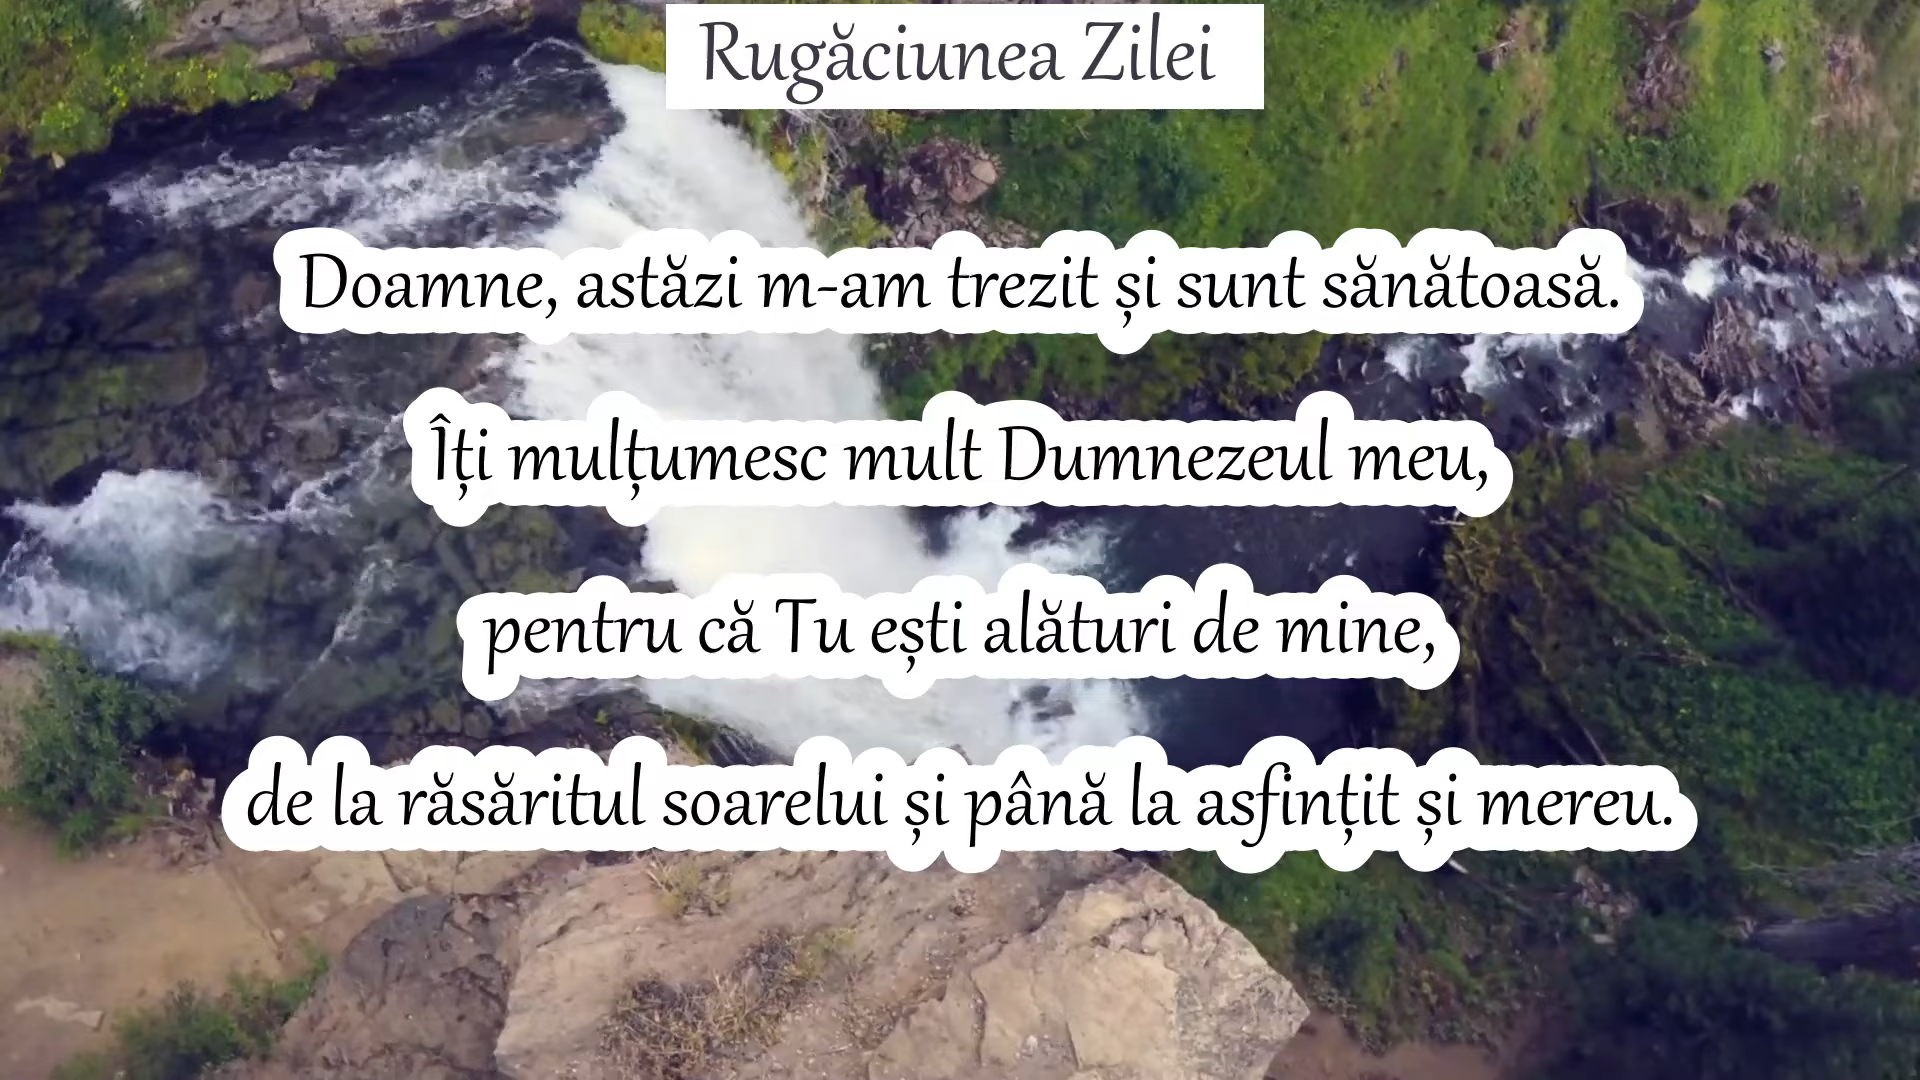 Rugăciunea Zilei
Doamne, astăzi m-am trezit și sunt sănătoasă.
Îți mulțumesc mult Dumnezeul meu,
pentru că Tu ești alături de mine,
de la răsăritul soarelui și până la asfințit și mereu.